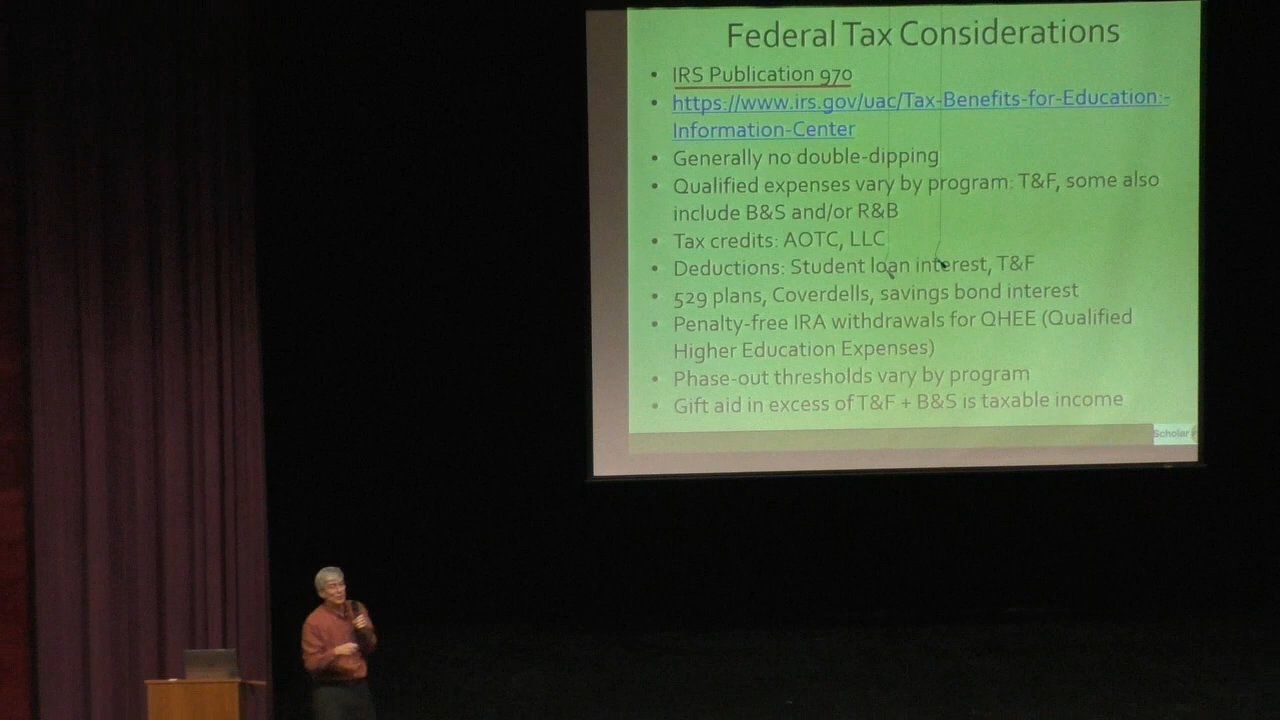 Federal Tax Considerations
• IRS Publication 970
• https://www.irs.gov/uac/Tax-Benefits-for-Education:-
Information-Center
• Generally no double-dipping
• Qualified expenses vary by program: T&F, some also
include B&S and/or R&B
• Tax credits: AOTC, LLC
• Deductions: Student loan interest, T&F
• 529 plans, Coverdells, savings bond interest
• Penalty-free IRA withdrawals for QHEE (Qualified
Higher Education Expenses)
• Phase-out thresholds vary by program
• Gift aid in excess of T&F + B&S is taxable income
Scholar